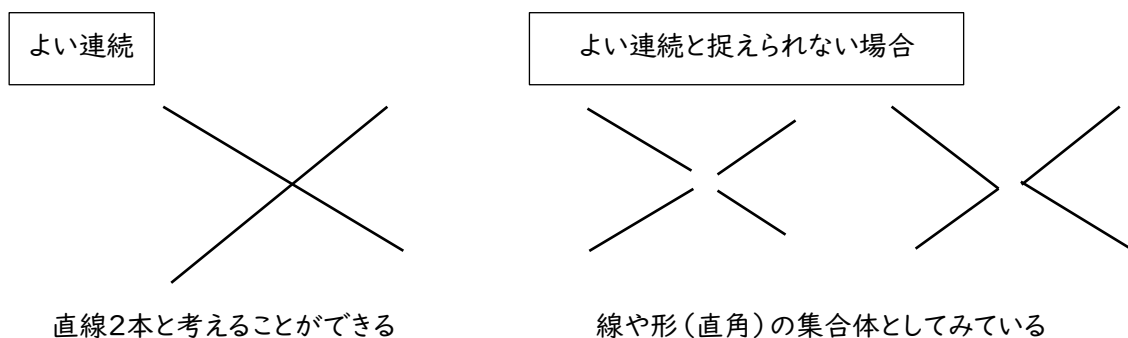 よい連続
よい連続と捉えられない場合
直線2本と考えることができる
線や形(直角)の集合体としてみている